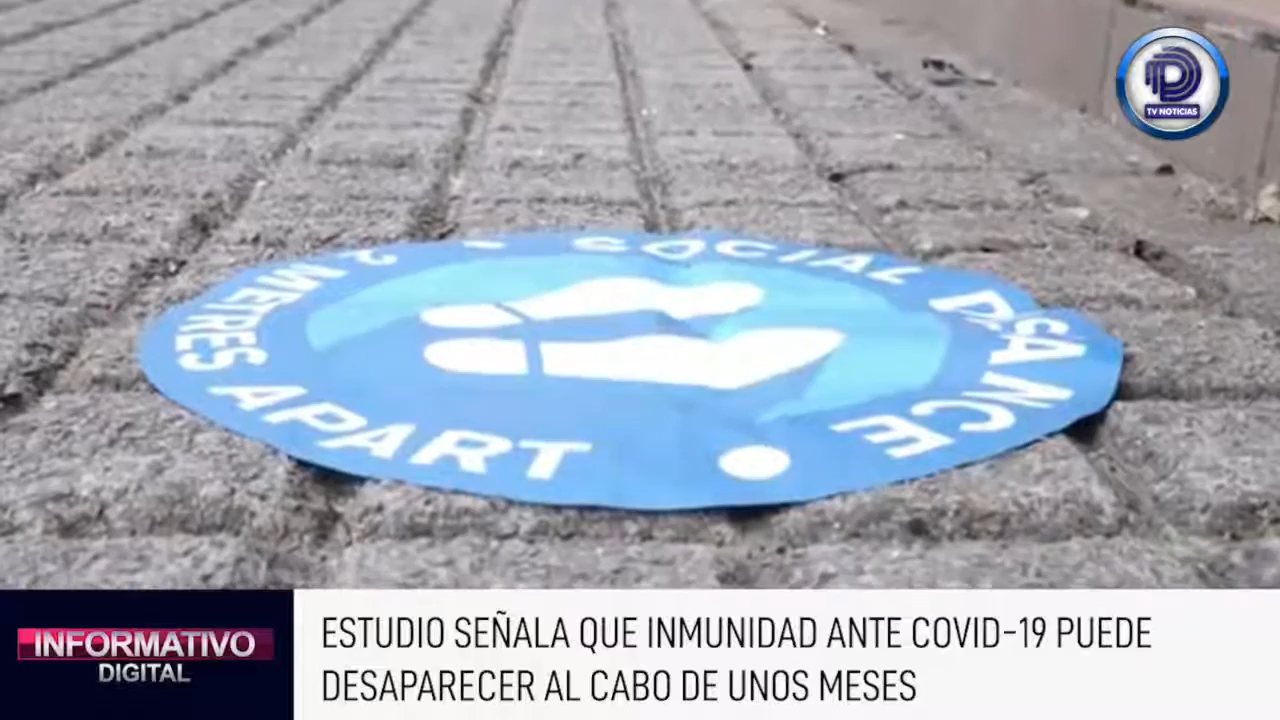 TV NOTICIAS
SOCIAL DISANCE
2 METRES APART
INFORMATIVO
DIGITAL
ESTUDIO SEÑALA QUE INMUNIDAD ANTE COVID-19 PUEDE
DESAPARECER AL CABO DE UNOS MESES